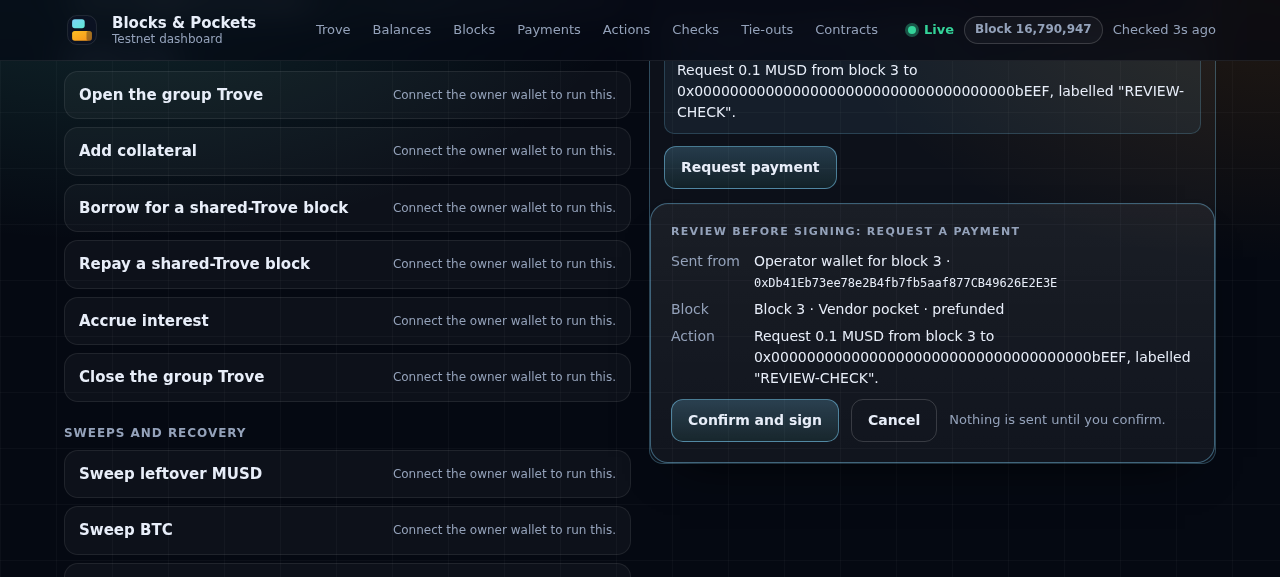 Blocks & Pockets
Testnet dashboard
Trove Balances Blocks Payments Actions Checks Tie-outs Contracts
Live Block 16,790,947 Checked 3s ago
Open the group Trove Connect the owner wallet to run this.
Add collateral Connect the owner wallet to run this.
Borrow for a shared-Trove block Connect the owner wallet to run this.
Repay a shared-Trove block Connect the owner wallet to run this.
Accrue interest Connect the owner wallet to run this.
Close the group Trove Connect the owner wallet to run this.
SWEEPS AND RECOVERY
Sweep leftover MUSD Connect the owner wallet to run this.
Sweep BTC Connect the owner wallet to run this.
Request 0.1 MUSD from block 3 to
0x000000000000000000000000000000000000bEEF, labelled "REVIEW-
CHECK".
Request payment
REVIEW BEFORE SIGNING: REQUEST A PAYMENT
Sent from Operator wallet for block 3 ·
0xDb41Eb73ee78e2B4fb7fb5aaf877CB49626E2E3E
Block Block 3 · Vendor pocket · prefunded
Action Request 0.1 MUSD from block 3 to
0x000000000000000000000000000000000000bEEF, labelled
"REVIEW-CHECK".
Confirm and sign Cancel Nothing is sent until you confirm.